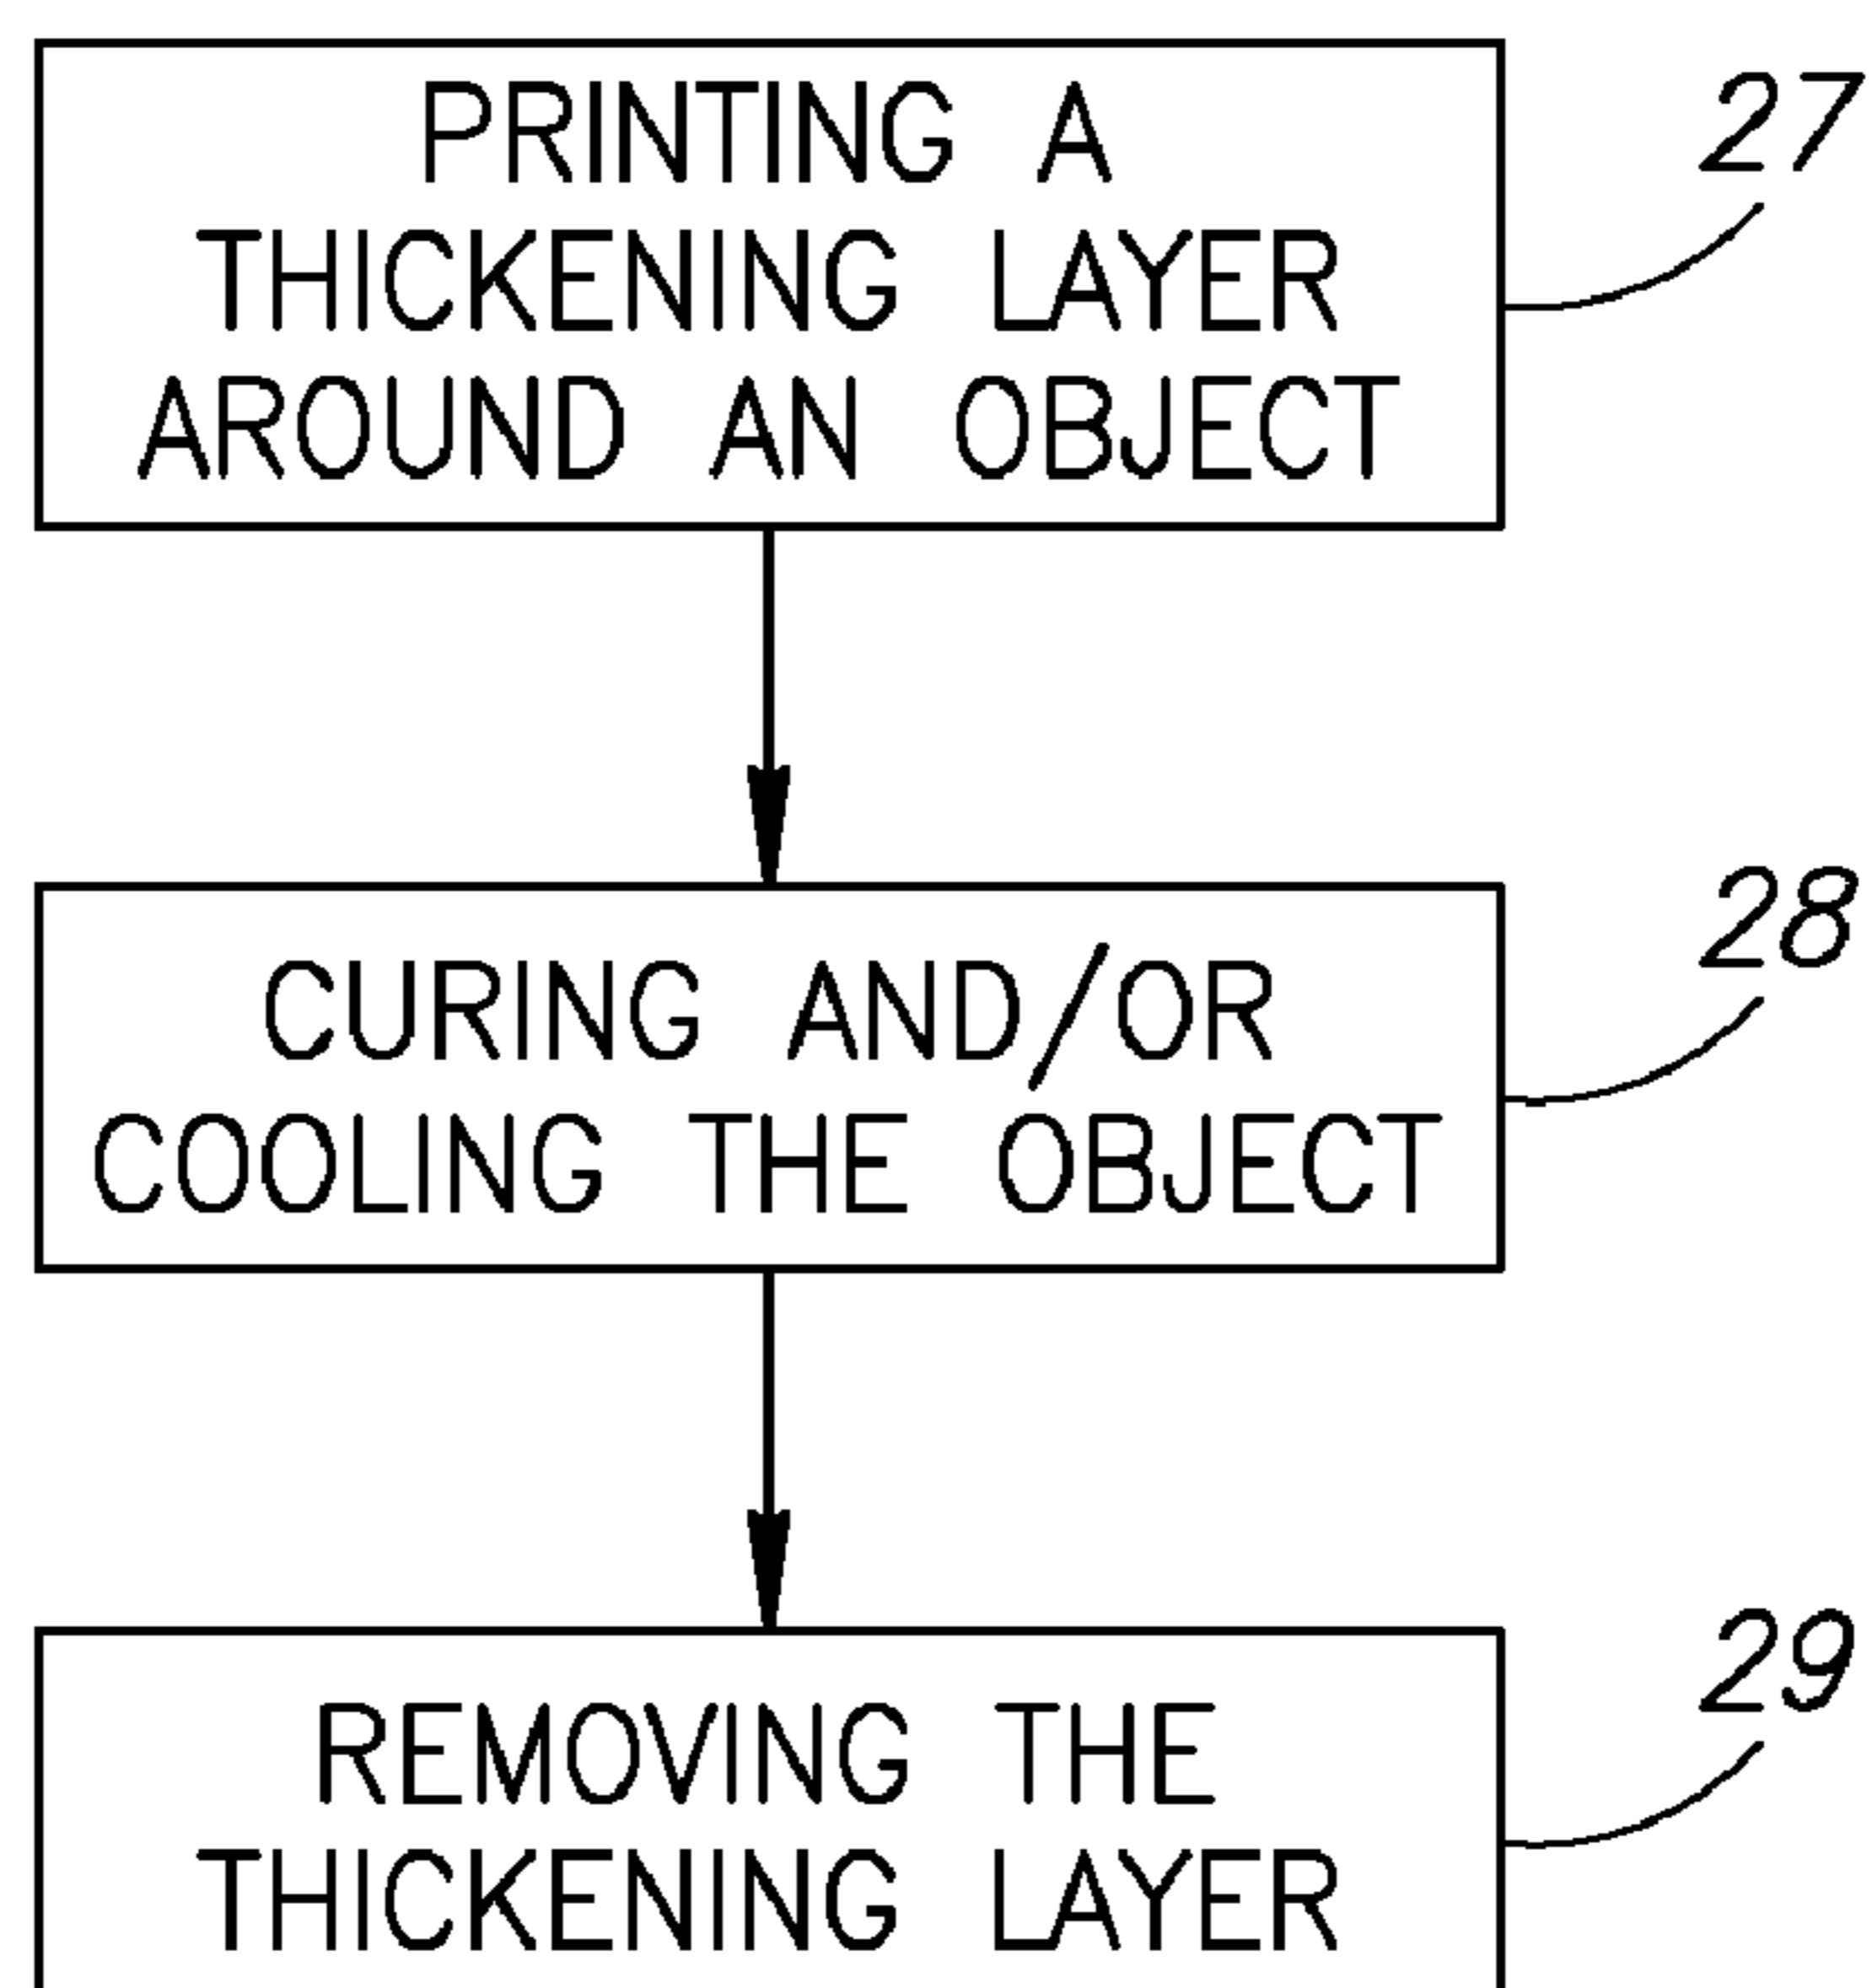 PRINTING A
THICKENING LAYER
AROUND AN OBJECT
27
CURING AND/OR
COOLING THE OBJECT
28
REMOVING THE
THICKENING LAYER
29